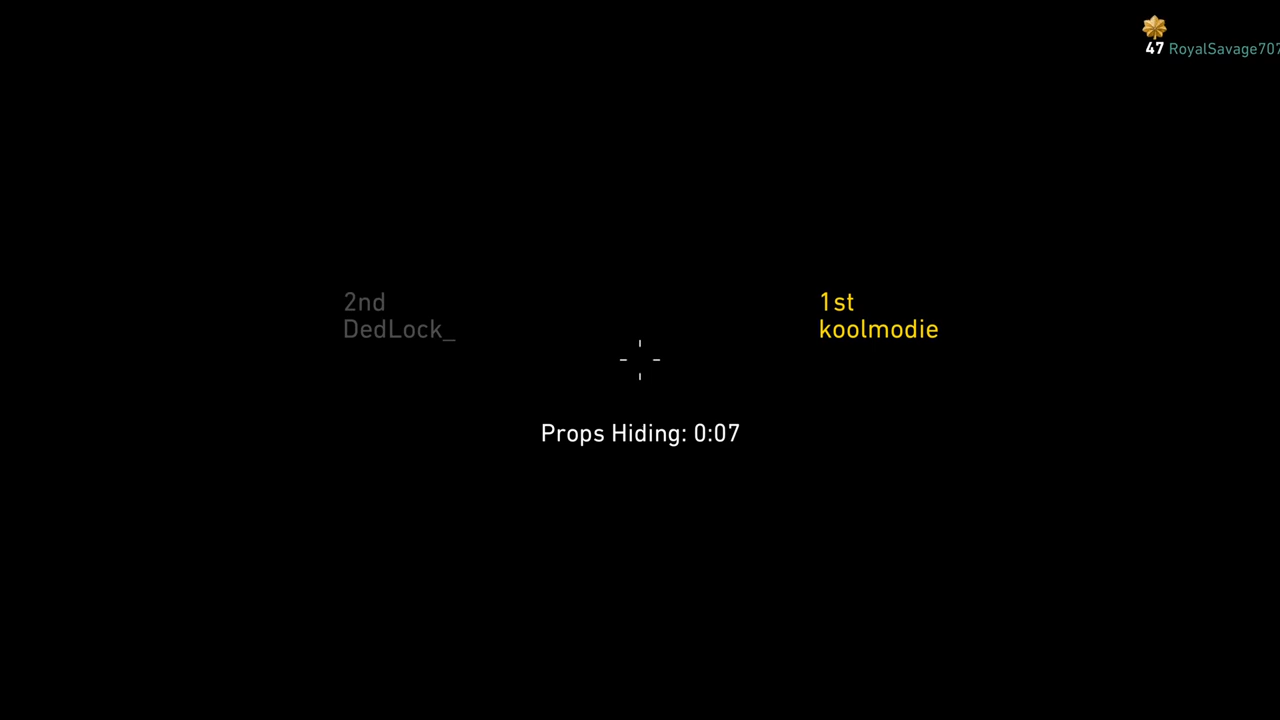 47 RoyalSavage707
2nd
DedLock_
1st
koolmodie
Props Hiding: 0:07